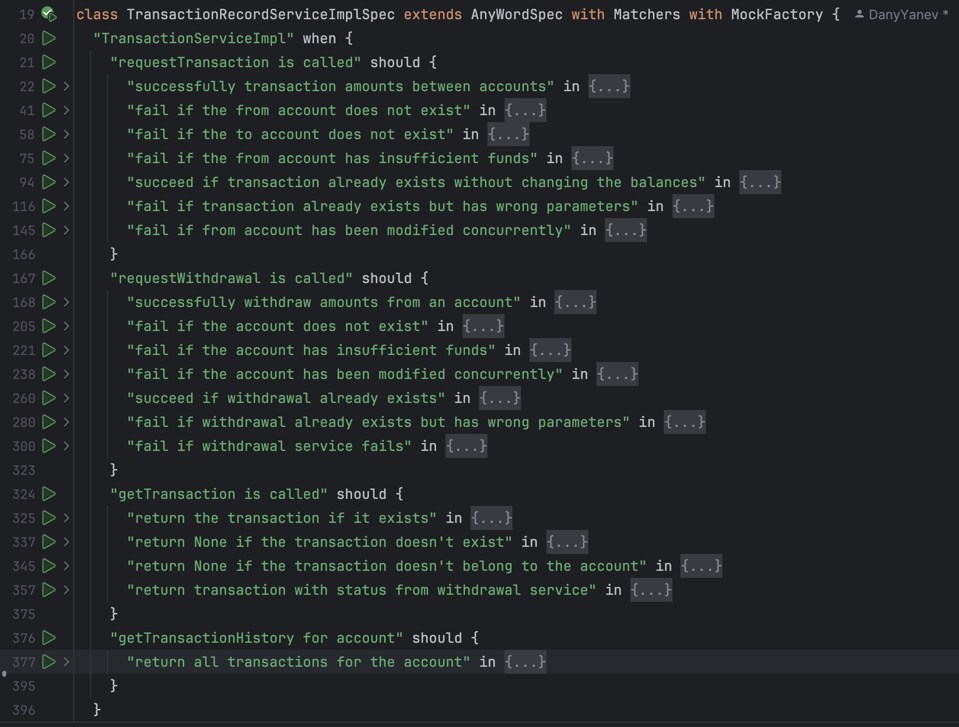 19 class TransactionRecordServiceImplSpec extends AnyWordSpec with Matchers with MockFactory { DanyYanev *
20 "TransactionServiceImpl" when {
21 "requestTransaction is called" should {
22 "successfully transaction amounts between accounts" in {...}
41 "fail if the from account does not exist" in {...}
58 "fail if the to account does not exist" in {...}
75 "fail if the from account has insufficient funds" in {...}
94 "succeed if transaction already exists without changing the balances" in {...}
116 "fail if transaction already exists but has wrong parameters" in {...}
145 "fail if from account has been modified concurrently" in {...}
166 }
167 "requestWithdrawal is called" should {
168 "successfully withdraw amounts from an account" in {...}
205 "fail if the account does not exist" in {...}
221 "fail if the account has insufficient funds" in {...}
238 "fail if the account has been modified concurrently" in {...}
260 "succeed if withdrawal already exists" in {...}
280 "fail if withdrawal already exists but has wrong parameters" in {...}
300 "fail if withdrawal service fails" in {...}
323 }
324 "getTransaction is called" should {
325 "return the transaction if it exists" in {...}
337 "return None if the transaction doesn't exist" in {...}
345 "return None if the transaction doesn't belong to the account" in {...}
357 "return transaction with status from withdrawal service" in {...}
375 }
376 "getTransactionHistory for account" should {
377 "return all transactions for the account" in {...}
395 }
396 }